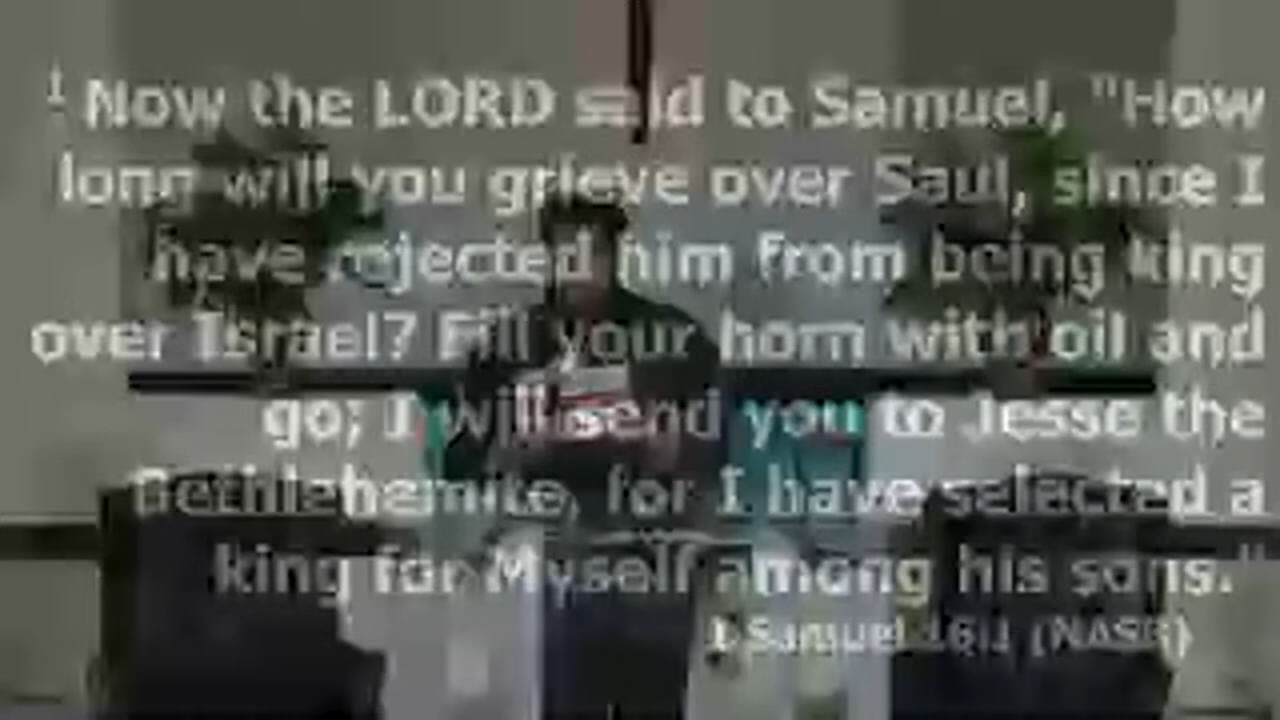 1 Now the LORD said to Samuel, "How
long will you grieve over Saul, since I
have rejected him from being king
over Israel? Fill your horn with oil and
go; I will send you to Jesse the
Bethlehemite, for I have selected a
king for Myself among his sons."
1 Samuel 16:1 (NASB)